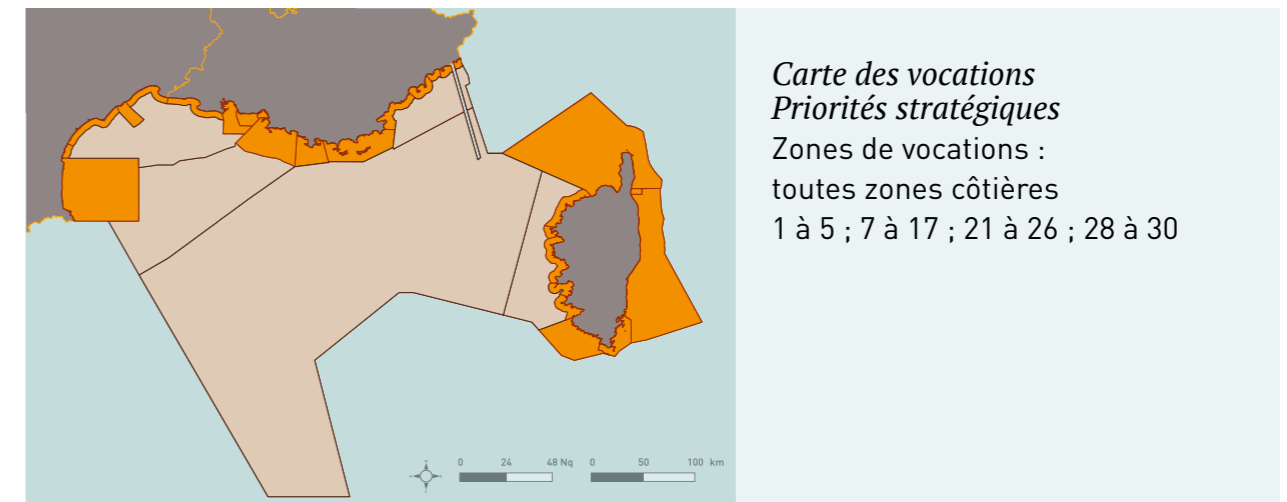 Carte des vocations
Priorités stratégiques
Zones de vocations :
toutes zones côtières
1 à 5 ; 7 à 17 ; 21 à 26 ; 28 à 30
0 24 48 Nq 0 50 100 km